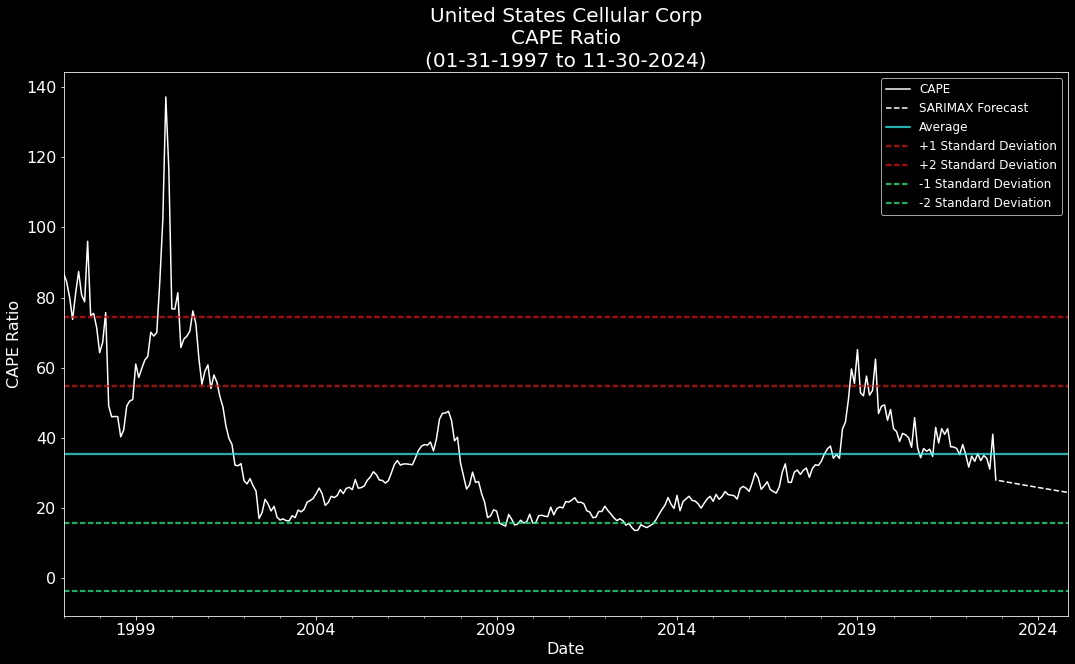 United States Cellular Corp
CAPE Ratio
(01-31-1997 to 11-30-2024)
CAPE
SARIMAX Forecast
Average
+1 Standard Deviation
+2 Standard Deviation
-1 Standard Deviation
-2 Standard Deviation
CAPE Ratio
140
120
100
80
60
40
20
0
1999 2004 2009 2014 2019 2024
Date